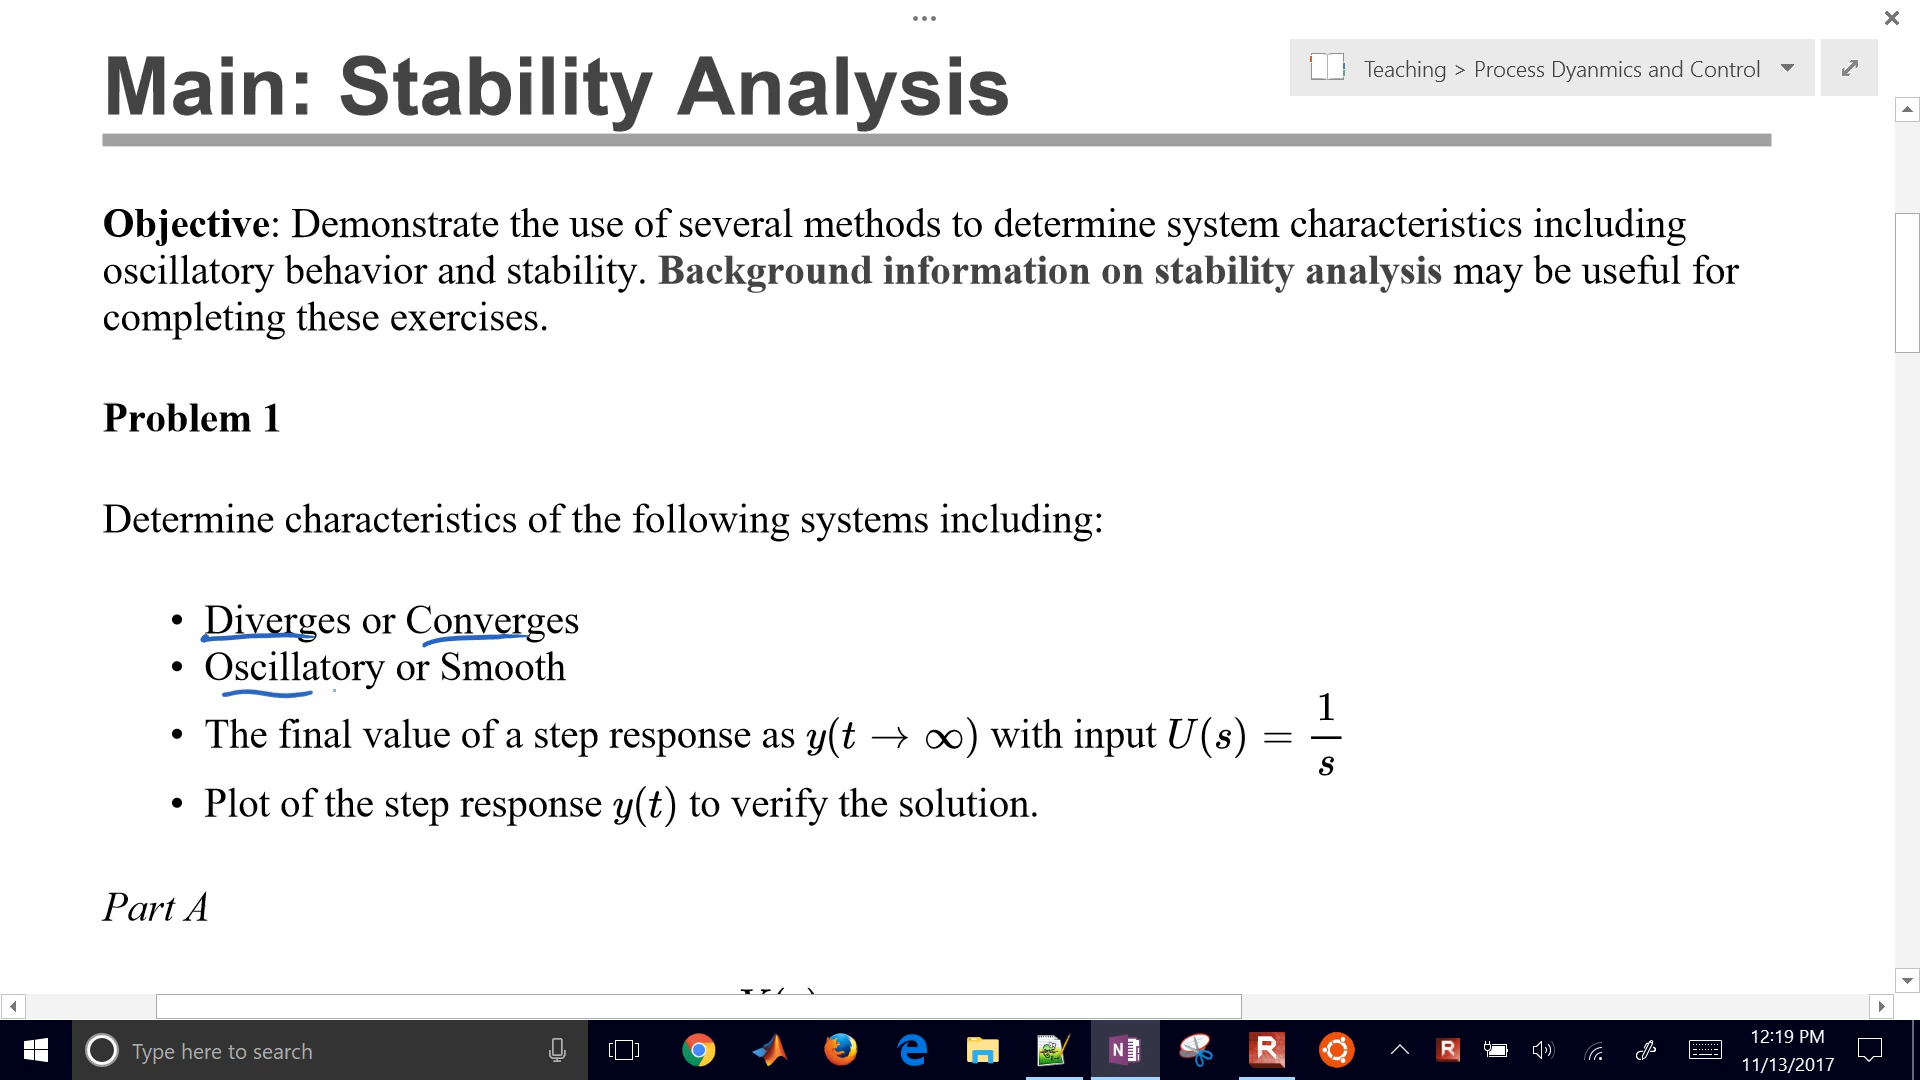 Main: Stability Analysis
Teaching > Process Dyanmics and Control
Objective: Demonstrate the use of several methods to determine system characteristics including
oscillatory behavior and stability. Background information on stability analysis may be useful for
completing these exercises.
Problem 1
Determine characteristics of the following systems including:
• Diverges or Converges
• Oscillatory or Smooth
• The final value of a step response as y(t → ∞) with input U(s) = 1/s
• Plot of the step response y(t) to verify the solution.
Part A
Type here to search
12:19 PM
11/13/2017